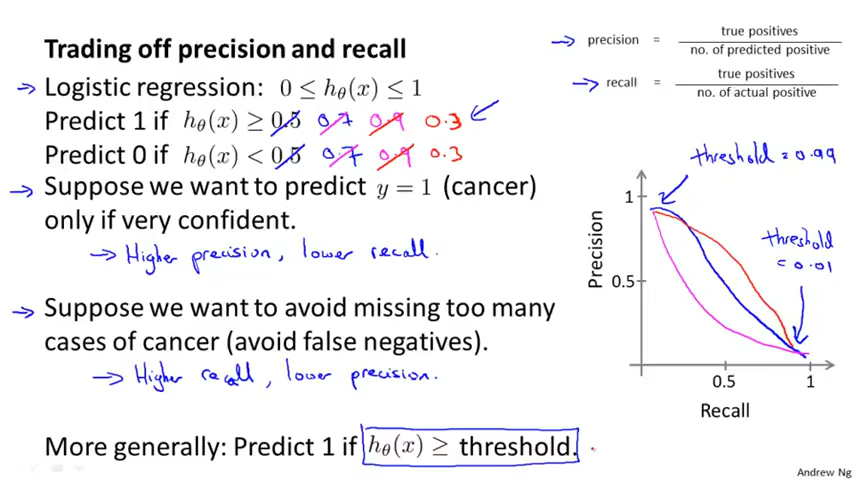 Trading off precision and recall
→ precision = true positives
no. of predicted positive
→ recall = true positives
no. of actual positive
→ Logistic regression: 0 ≤ hθ(x) ≤ 1
Predict 1 if hθ(x) ≥ 0.5 0.7 0.9 0.3
Predict 0 if hθ(x) < 0.5 0.7 0.9 0.3
→ Suppose we want to predict y = 1 (cancer)
only if very confident.
→ Higher precision, lower recall.
→ Suppose we want to avoid missing too many
cases of cancer (avoid false negatives).
→ Higher recall, lower precision.
More generally: Predict 1 if hθ(x) ≥ threshold.
threshold = 0.99
threshold
= 0.01
1
Precision
0.5
0.5 1
Recall
Andrew Ng